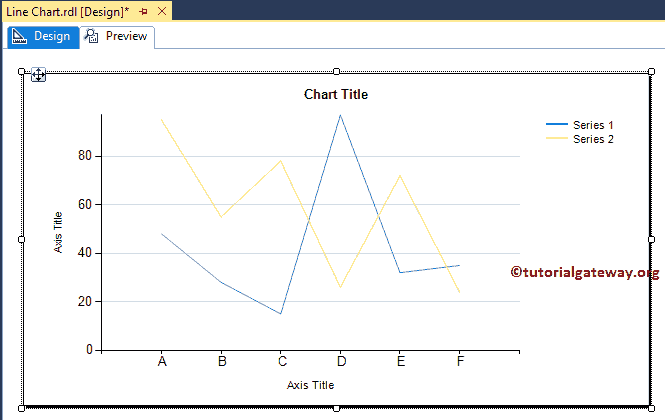 Line Chart.rdl [Design]*
Design Preview
Chart Title
Series 1
Series 2
80
60
40
20
0
Axis Title
A B C D E F
Axis Title
©tutorialgateway.org